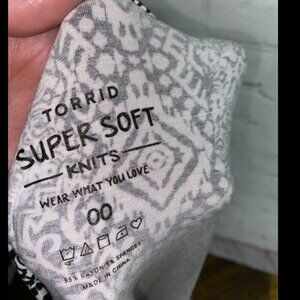 TORRID
SUPER SOFT
KNITS
WEAR WHAT YOU LOVE
00
95% RAYON 5% SPANDEX
MADE IN CHINA